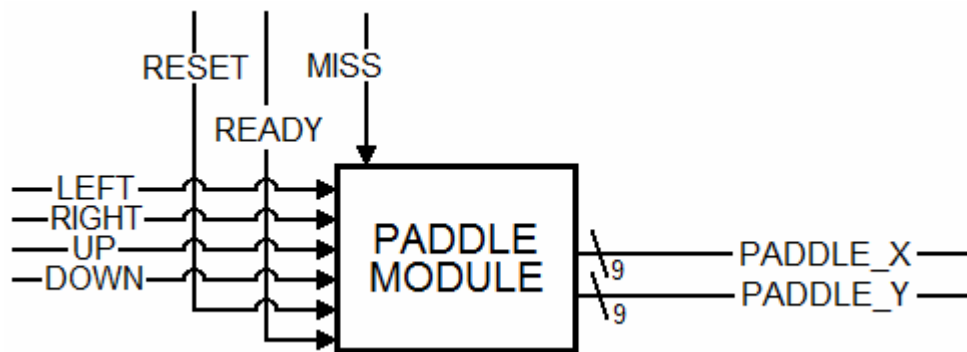 RESET
MISS
READY
LEFT
RIGHT
UP
DOWN
PADDLE
MODULE
9
PADDLE_X
9
PADDLE_Y